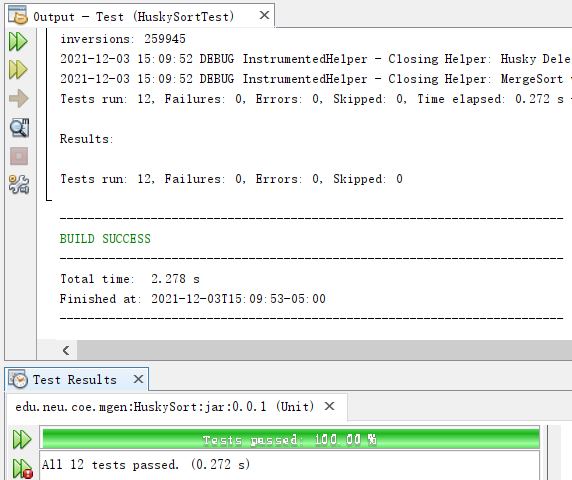 Output - Test (HuskySortTest)
inversions: 259945
2021-12-03 15:09:52 DEBUG InstrumentedHelper - Closing Helper: Husky Dele
2021-12-03 15:09:52 DEBUG InstrumentedHelper - Closing Helper: MergeSort
Tests run: 12, Failures: 0, Errors: 0, Skipped: 0, Time elapsed: 0.272 s
Results:
Tests run: 12, Failures: 0, Errors: 0, Skipped: 0
------------------------------------------------------------------------
BUILD SUCCESS
------------------------------------------------------------------------
Total time:  2.278 s
Finished at: 2021-12-03T15:09:53-05:00
------------------------------------------------------------------------
Test Results
edu.neu.coe.mgen:HuskySort:jar:0.0.1 (Unit)
Tests passed: 100.00 %
All 12 tests passed. (0.272 s)